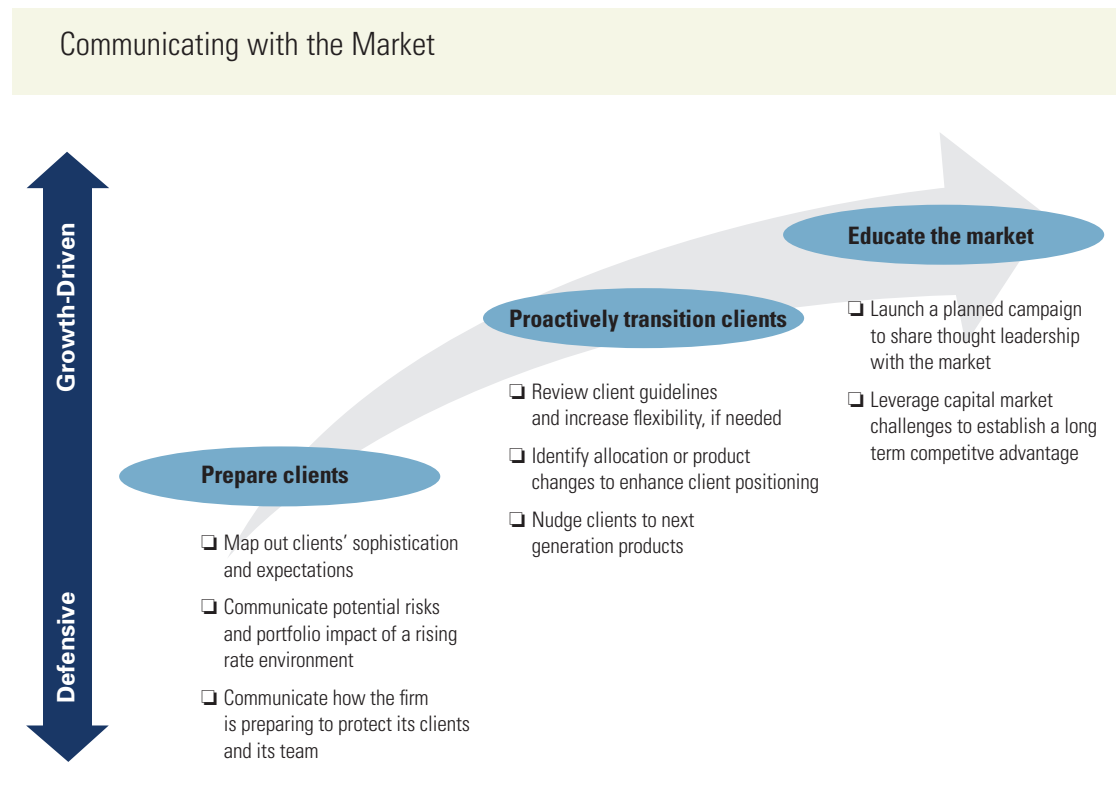 Communicating with the Market
Growth-Driven
Defensive
Prepare clients
❏ Map out clients’ sophistication
and expectations
❏ Communicate potential risks
and portfolio impact of a rising
rate environment
❏ Communicate how the firm
is preparing to protect its clients
and its team
Proactively transition clients
❏ Review client guidelines
and increase flexibility, if needed
❏ Identify allocation or product
changes to enhance client positioning
❏ Nudge clients to next
generation products
Educate the market
❏ Launch a planned campaign
to share thought leadership
with the market
❏ Leverage capital market
challenges to establish a long
term competitve advantage